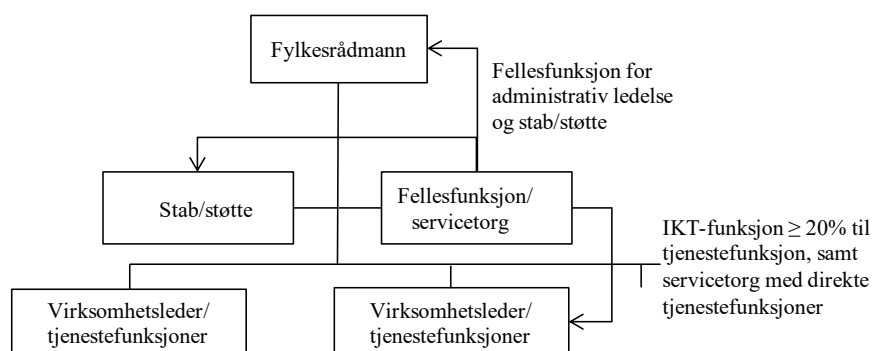 Fylkesrådmann
Fellesfunksjon for
administrativ ledelse
og stab/støtte
Stab/støtte
Fellesfunksjon/
servicetorg
IKT-funksjon ≥ 20% til
tjenestefunksjon, samt
servicetorg med direkte
tjenestefunksjoner
Virksomhetsleder/
tjenestefunksjoner
Virksomhetsleder/
tjenestefunksjoner